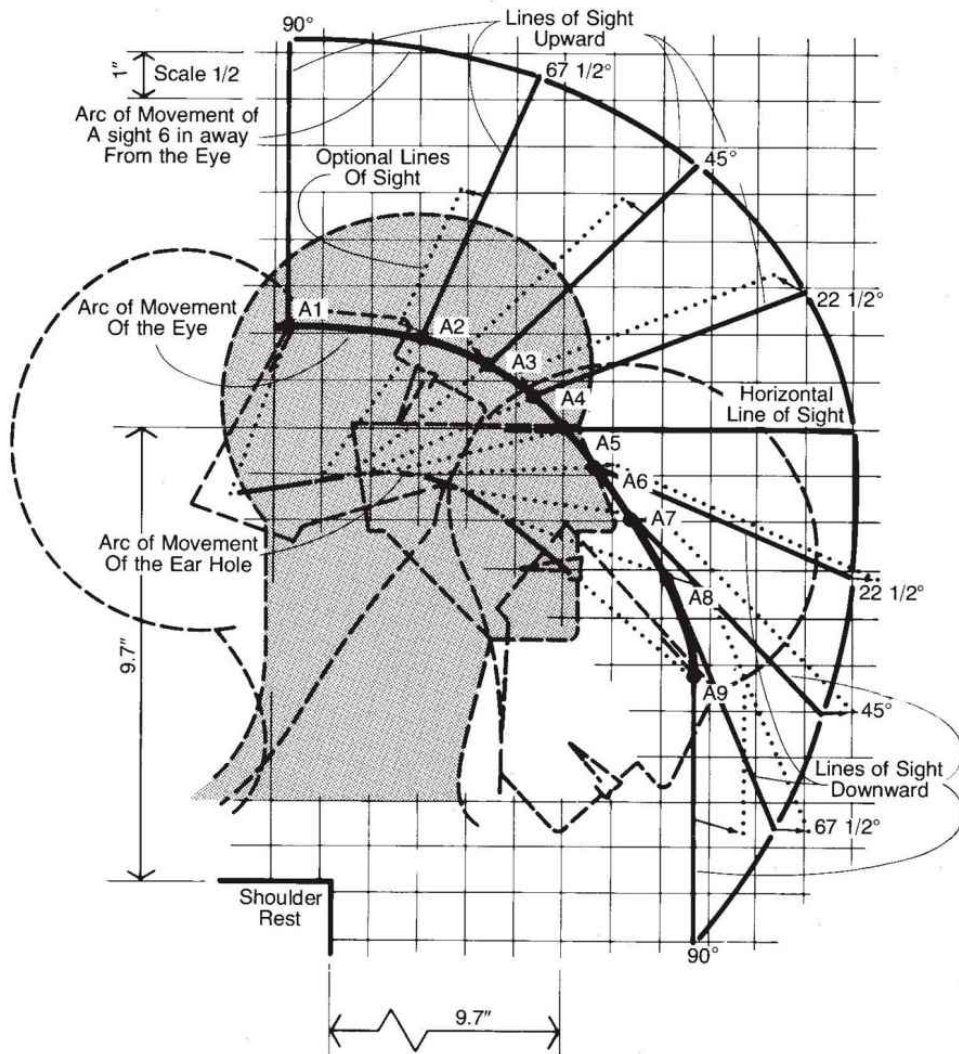 90°
Lines of Sight
Upward
67 1/2°
1"
Scale 1/2
Arc of Movement of
A sight 6 in away
From the Eye
Optional Lines
Of Sight
45°
22 1/2°
Arc of Movement
Of the Eye
A1
A2
A3
A4
Horizontal
Line of Sight
A5
A6
A7
Arc of Movement
Of the Ear Hole
A8
22 1/2°
9.7"
A9
45°
Lines of Sight
Downward
67 1/2°
Shoulder
Rest
90°
9.7"